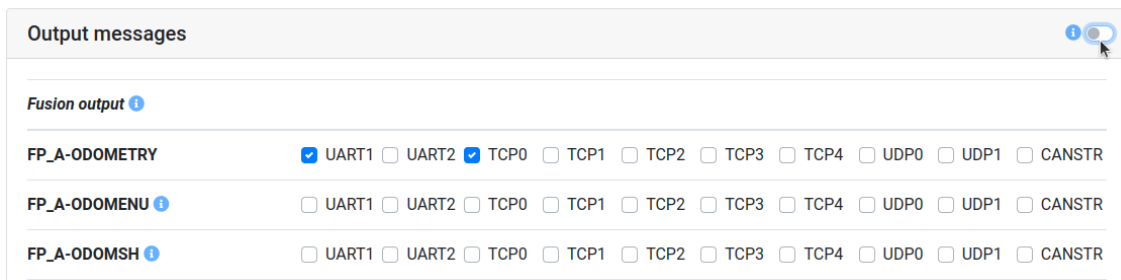 Output messages
Fusion output
FP_A-ODOMETRY UART1 UART2 TCP0 TCP1 TCP2 TCP3 TCP4 UDP0 UDP1 CANSTR
FP_A-ODOMENU UART1 UART2 TCP0 TCP1 TCP2 TCP3 TCP4 UDP0 UDP1 CANSTR
FP_A-ODOMSH UART1 UART2 TCP0 TCP1 TCP2 TCP3 TCP4 UDP0 UDP1 CANSTR